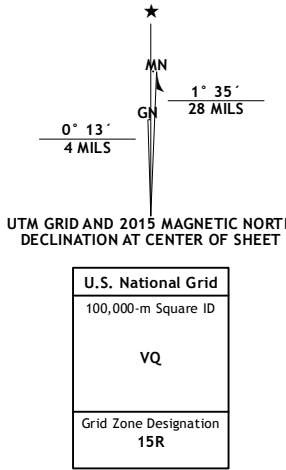 ★
MN
1° 35´
28 MILS
GN
0° 13´
4 MILS
UTM GRID AND 2015 MAGNETIC NORTH
DECLINATION AT CENTER OF SHEET
U.S. National Grid
100,000-m Square ID
VQ
Grid Zone Designation
15R